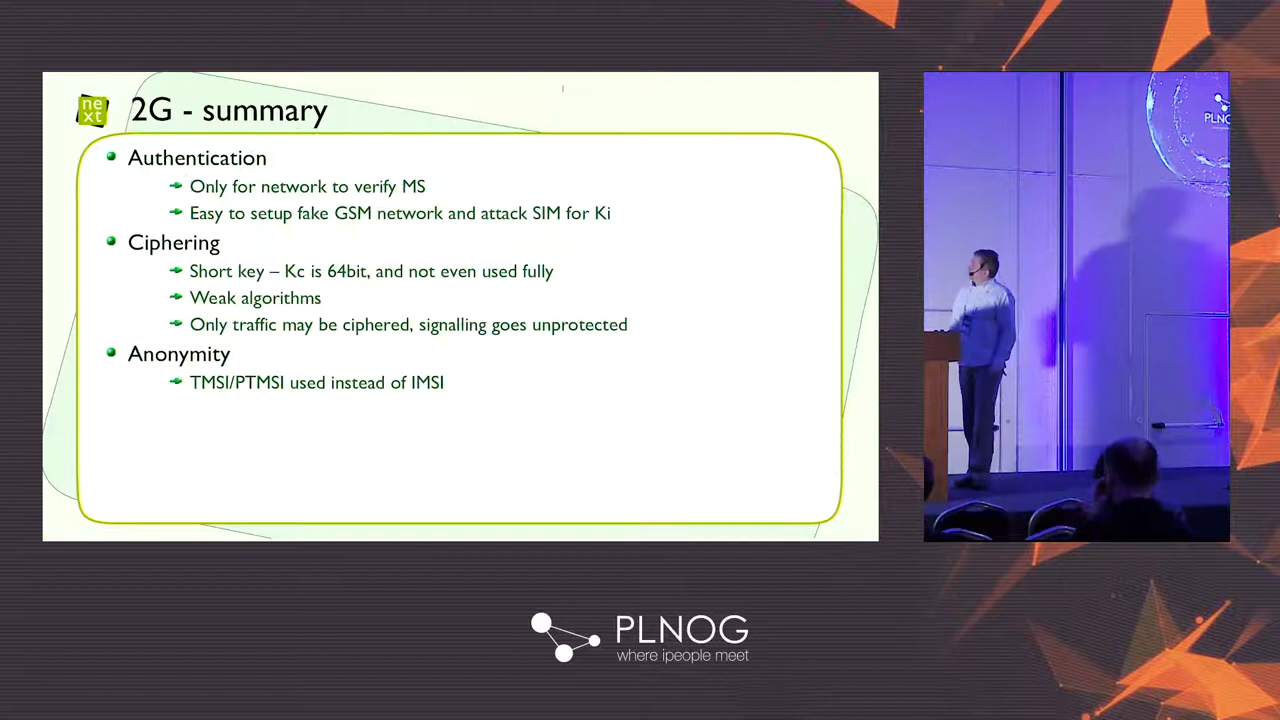 ne
xt
2G - summary
Authentication
Only for network to verify MS
Easy to setup fake GSM network and attack SIM for Ki
Ciphering
Short key – Kc is 64bit, and not even used fully
Weak algorithms
Only traffic may be ciphered, signalling goes unprotected
Anonymity
TMSI/PTMSI used instead of IMSI
PLNO
PLNOG
where ipeople meet